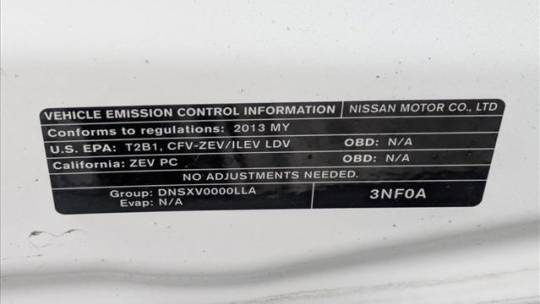 VEHICLE EMISSION CONTROL INFORMATION NISSAN MOTOR CO., LTD
Conforms to regulations: 2013 MY
U.S. EPA: T2B1, CFV-ZEV/ILEV LDV OBD: N/A
California: ZEV PC OBD: N/A
NO ADJUSTMENTS NEEDED.
Group: DNSXV0000LLA
Evap: N/A
3NF0A